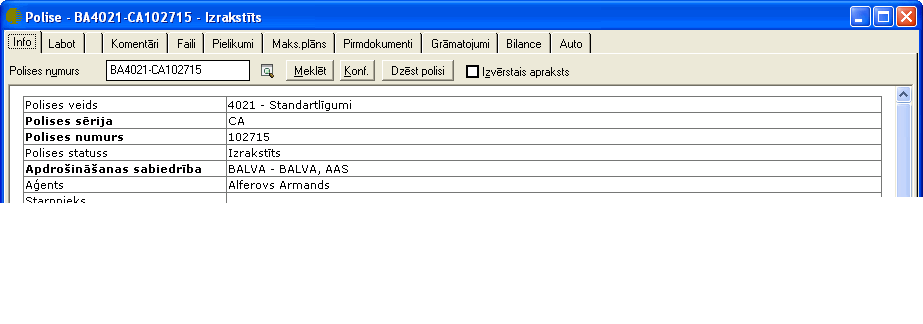 Polise - BA4021-CA102715 - Izrakstīts
Info Labot Komentāri Faili Pielikumi Maks.plāns Pirmdokumenti Grāmatojumi Bilance Auto
Polises numurs BA4021-CA102715 Meklēt Konf. Dzēst polisi Izvērstais apraksts
Polises veids 4021 - Standartlīgumi
Polises sērija CA
Polises numurs 102715
Polises statuss Izrakstīts
Apdrošināšanas sabiedrība BALVA - BALVA, AAS
Aģents Alferovs Armands
Starpnieks